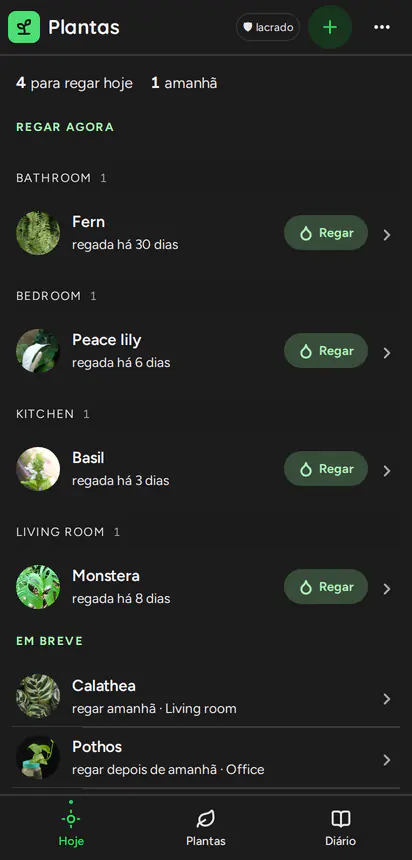 Plantas
lacrado
4 para regar hoje 1 amanhã
REGAR AGORA
BATHROOM 1
Fern
regada há 30 dias
Regar
BEDROOM 1
Peace lily
regada há 6 dias
Regar
KITCHEN 1
Basil
regada há 3 dias
Regar
LIVING ROOM 1
Monstera
regada há 8 dias
Regar
EM BREVE
Calathea
regar amanhã · Living room
Pothos
regar depois de amanhã · Office
Hoje
Plantas
Diário